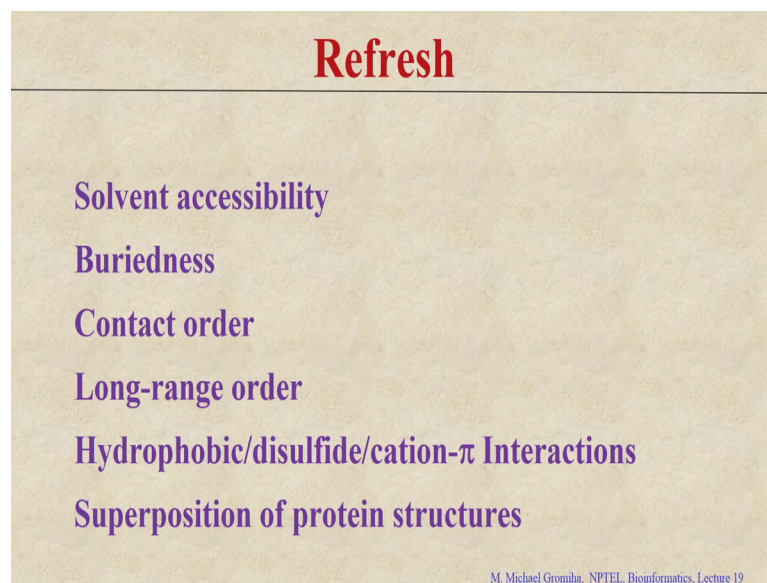 Refresh
Solvent accessibility
Buriedness
Contact order
Long-range order
Hydrophobic/disulfide/cation-π Interactions
Superposition of protein structures
M. Michael Gromiha, NPTEL, Bioinformatics, Lecture 19